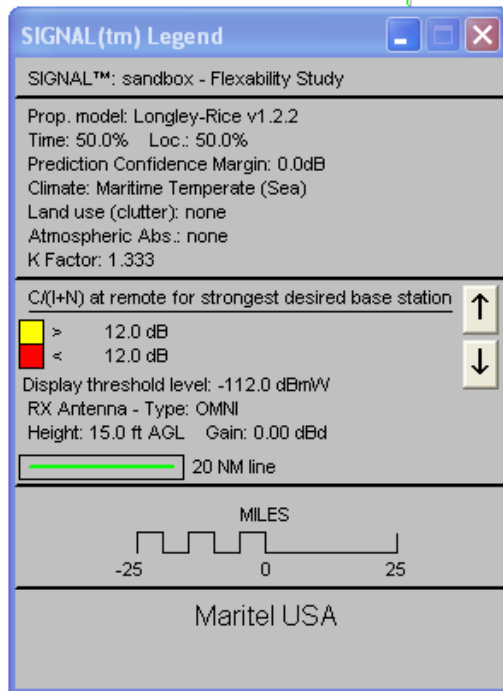 SIGNAL(tm) Legend
SIGNAL™: sandbox - Flexability Study
Prop. model: Longley-Rice v1.2.2
Time: 50.0% Loc.: 50.0%
Prediction Confidence Margin: 0.0dB
Climate: Maritime Temperate (Sea)
Land use (clutter): none
Atmospheric Abs.: none
K Factor: 1.333
C/(I+N) at remote for strongest desired base station
> 12.0 dB
< 12.0 dB
Display threshold level: -112.0 dBmW
RX Antenna - Type: OMNI
Height: 15.0 ft AGL Gain: 0.00 dBd
20 NM line
MILES
-25 0 25
Maritel USA